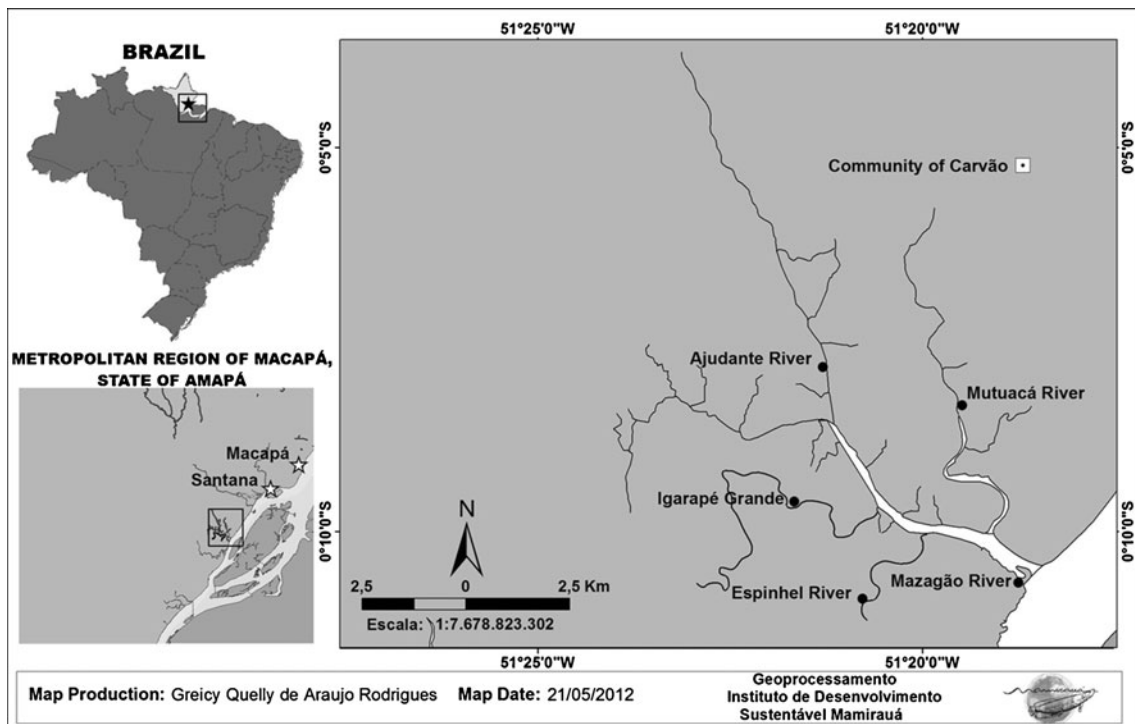 BRAZIL
METROPOLITAN REGION OF MACAPÁ,
STATE OF AMAPÁ
Macapá
Santana
51°25'0"W
51°20'0"W
0°5'0"S
0°5'0"S
Community of Carvão
Ajudante River
Mutuacá River
Igarapé Grande
N
0°10'0"S
0°10'0"S
Mazagão River
Espinhel River
2,5 0 2,5 Km
Escala: 1:7.678.823.302
51°25'0"W
51°20'0"W
Map Production: Greicy Quelly de Araujo Rodrigues Map Date: 21/05/2012
Geoprocessamento
Instituto de Desenvolvimento
Sustentável Mamirauá